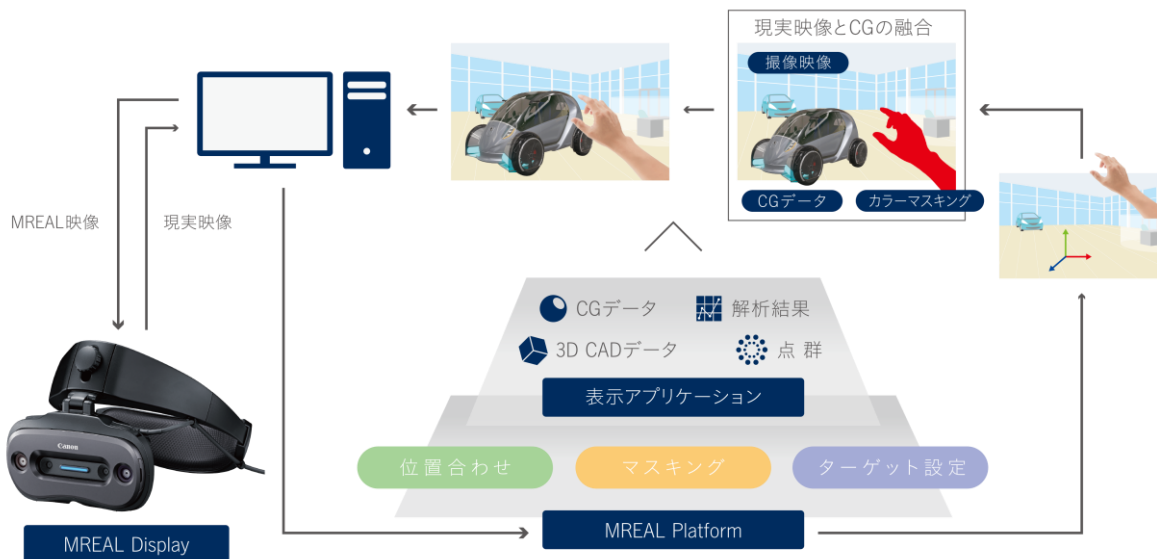 現実映像とCGの融合
撮像映像
CGデータ
カラーマスキング
MREAL映像
現実映像
CGデータ
解析結果
3D CADデータ
点群
表示アプリケーション
位置合わせ
マスキング
ターゲット設定
Canon
MREAL Display
MREAL Platform